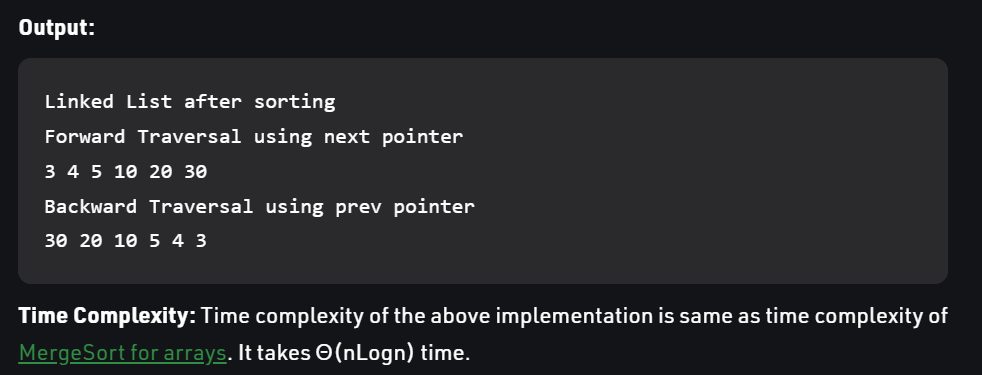 Output:
Linked List after sorting
Forward Traversal using next pointer
3 4 5 10 20 30
Backward Traversal using prev pointer
30 20 10 5 4 3
Time Complexity: Time complexity of the above implementation is same as time complexity of
MergeSort for arrays. It takes Θ(nLogn) time.